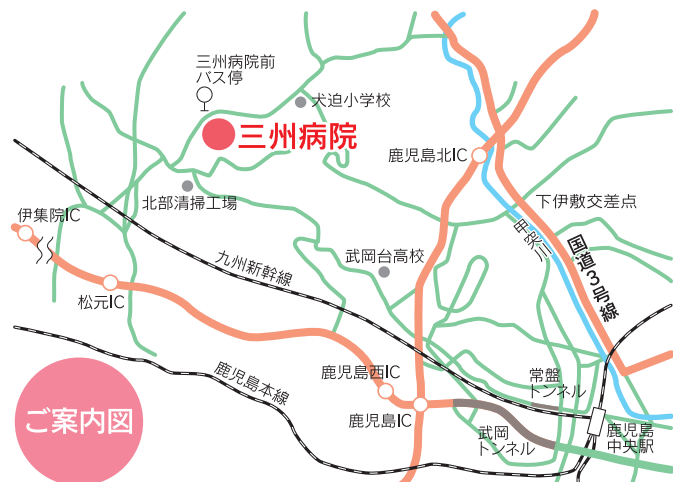 三州病院前
バス停
犬迫小学校
三州病院
鹿児島北IC
北部清掃工場
下伊敷交差点
伊集院IC
甲突川
国道3号線
武岡台高校
九州新幹線
松元IC
鹿児島西IC
常盤
トンネル
鹿児島本線
鹿児島IC
ご案内図
武岡
トンネル
鹿児島
中央駅